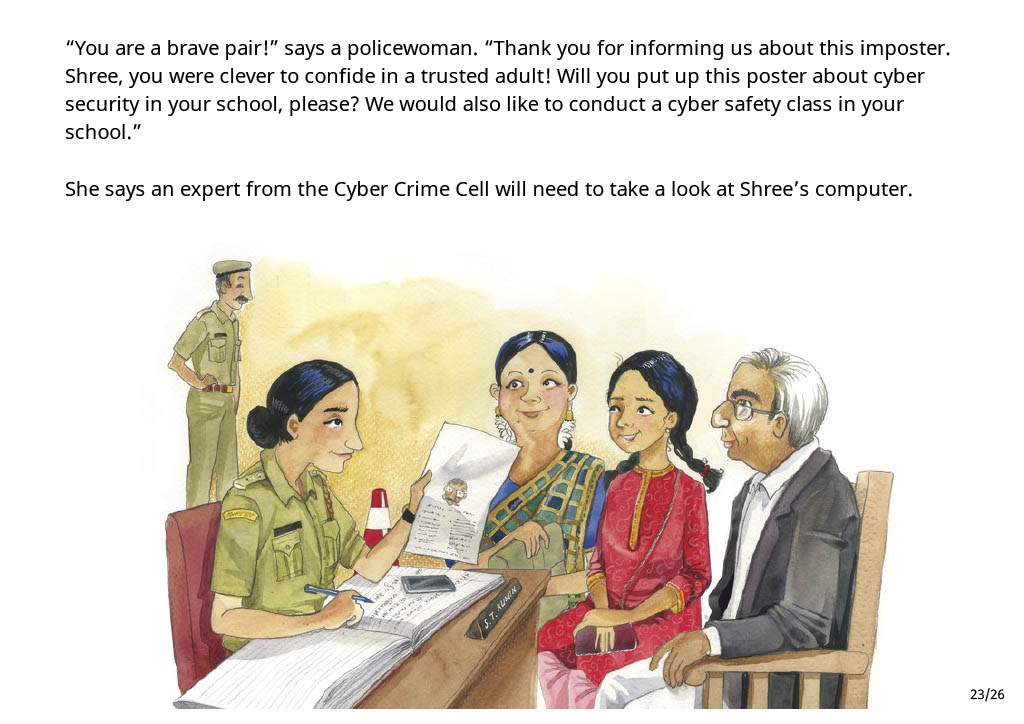 “You are a brave pair!” says a policewoman. “Thank you for informing us about this imposter.
Shree, you were clever to confide in a trusted adult! Will you put up this poster about cyber
security in your school, please? We would also like to conduct a cyber safety class in your
school.”
She says an expert from the Cyber Crime Cell will need to take a look at Shree’s computer.
23/26